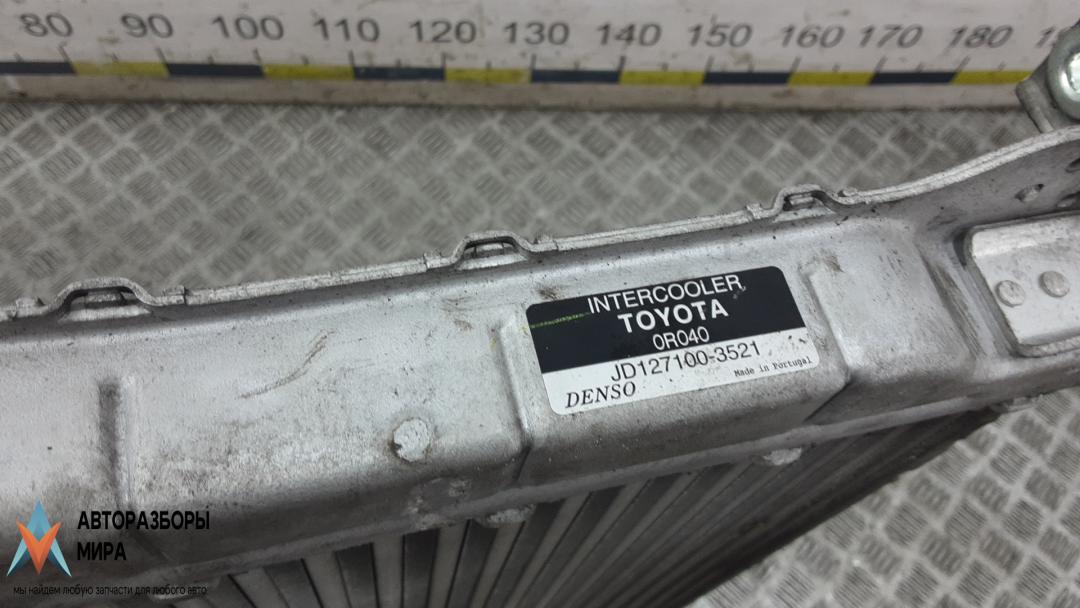 80 90 100 110 120 130 140 150 160 170 180
INTERCOOLER
TOYOTA
0R040
JD127100-3521
DENSO Made in Portugal
АВТОРАЗБОРЫ
МИРА
мы найдем любую запчасти для любого авто